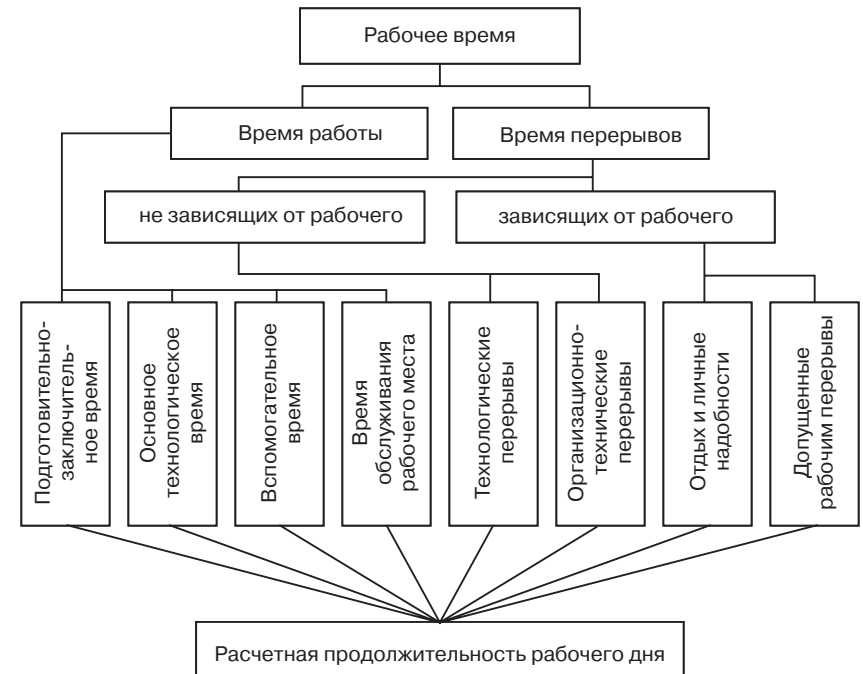 Рабочее время
Время работы
Время перерывов
не зависящих от рабочего
зависящих от рабочего
Подготовительно-
заключитель-
ное время
Основное
технологическое
время
Вспомогательное
время
Время
обслуживания
рабочего места
Технологические
перерывы
Организационно-
технические
перерывы
Отдых и личные
надобности
Допущенные
рабочим перерывы
Расчетная продолжительность рабочего дня